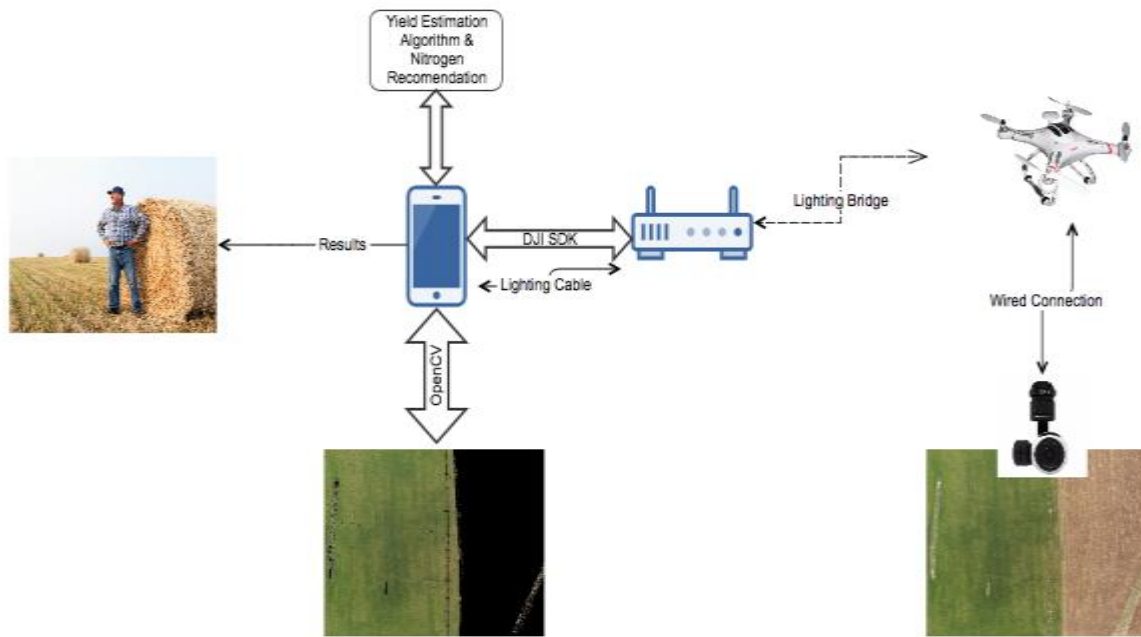 Yield Estimation
Algorithm &
Nitrogen
Recomendation
Lighting Bridge
Results
DJI SDK
Lighting Cable
Wired Connection
OpenCV